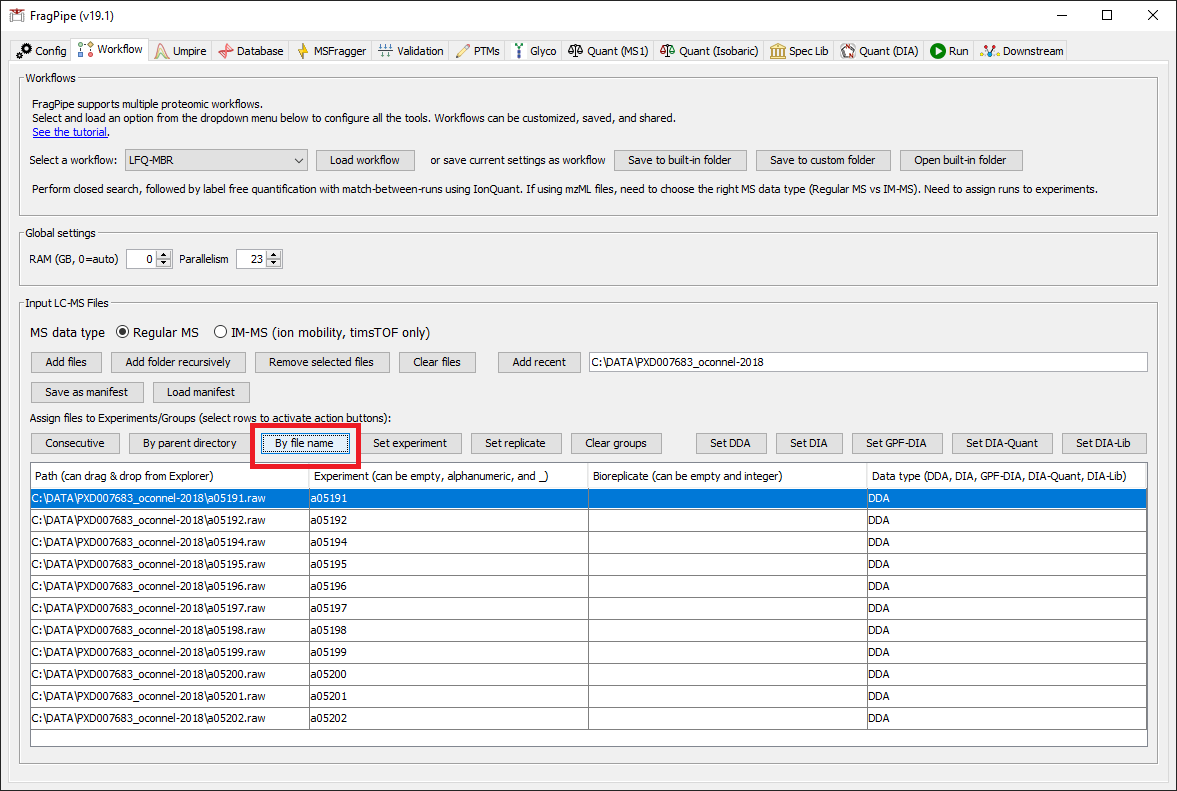 FragPipe (v19.1)
Config Workflow Umpire Database MSFragger Validation PTMs Glyco Quant (MS1) Quant (Isobaric) Spec Lib Quant (DIA) Run Downstream
Workflows
FragPipe supports multiple proteomic workflows.
Select and load an option from the dropdown menu below to configure all the tools. Workflows can be customized, saved, and shared.
See the tutorial.
Select a workflow: LFQ-MBR Load workflow or save current settings as workflow Save to built-in folder Save to custom folder Open built-in folder
Perform closed search, followed by label free quantification with match-between-runs using IonQuant. If using mzML files, need to choose the right MS data type (Regular MS vs IM-MS). Need to assign runs to experiments.
Global settings
RAM (GB, 0=auto) 0 Parallelism 23
Input LC-MS Files
MS data type Regular MS IM-MS (ion mobility, timsTOF only)
Add files Add folder recursively Remove selected files Clear files Add recent C:\DATA\PXD007683_oconnel-2018
Save as manifest Load manifest
Assign files to Experiments/Groups (select rows to activate action buttons):
Consecutive By parent directory By file name Set experiment Set replicate Clear groups Set DDA Set DIA Set GPF-DIA Set DIA-Quant Set DIA-Lib
Path (can drag & drop from Explorer) Experiment (can be empty, alphanumeric, and _) Bioreplicate (can be empty and integer) Data type (DDA, DIA, GPF-DIA, DIA-Quant, DIA-Lib)
C:\DATA\PXD007683_oconnel-2018\a05191.raw a05191 DDA
C:\DATA\PXD007683_oconnel-2018\a05192.raw a05192 DDA
C:\DATA\PXD007683_oconnel-2018\a05194.raw a05194 DDA
C:\DATA\PXD007683_oconnel-2018\a05195.raw a05195 DDA
C:\DATA\PXD007683_oconnel-2018\a05196.raw a05196 DDA
C:\DATA\PXD007683_oconnel-2018\a05197.raw a05197 DDA
C:\DATA\PXD007683_oconnel-2018\a05198.raw a05198 DDA
C:\DATA\PXD007683_oconnel-2018\a05199.raw a05199 DDA
C:\DATA\PXD007683_oconnel-2018\a05200.raw a05200 DDA
C:\DATA\PXD007683_oconnel-2018\a05201.raw a05201 DDA
C:\DATA\PXD007683_oconnel-2018\a05202.raw a05202 DDA